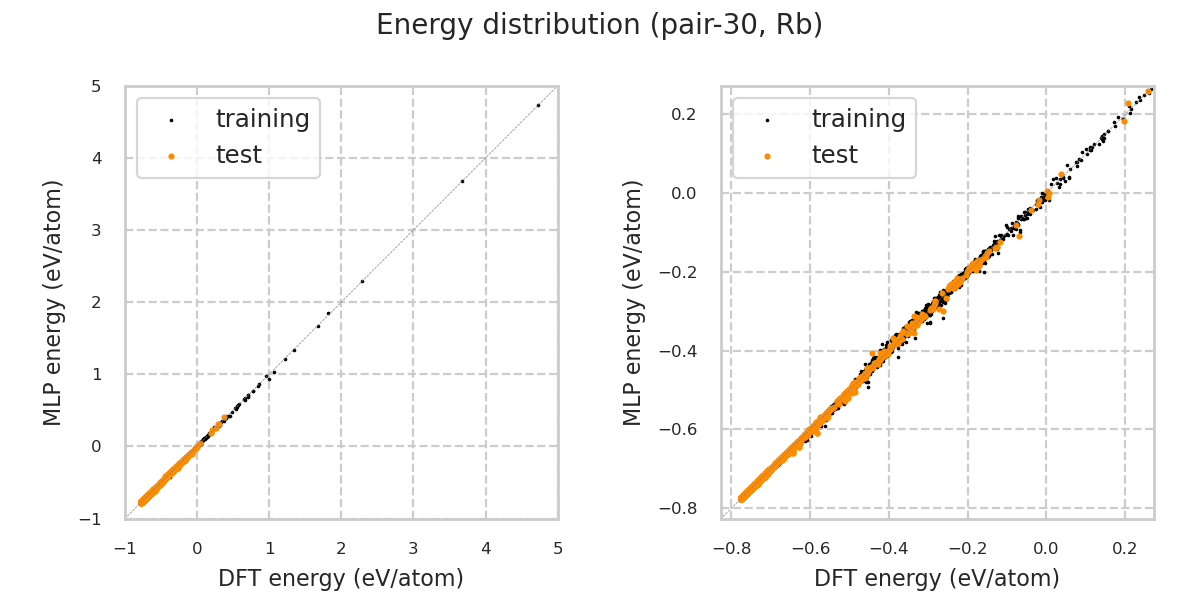 Energy distribution (pair-30, Rb)
training
test
5
4
3
2
1
0
−1
−1
0
1
2
3
4
5
MLP energy (eV/atom)
DFT energy (eV/atom)
training
test
0.2
0.0
−0.2
−0.4
−0.6
−0.8
−0.8
−0.6
−0.4
−0.2
0.0
0.2
MLP energy (eV/atom)
DFT energy (eV/atom)